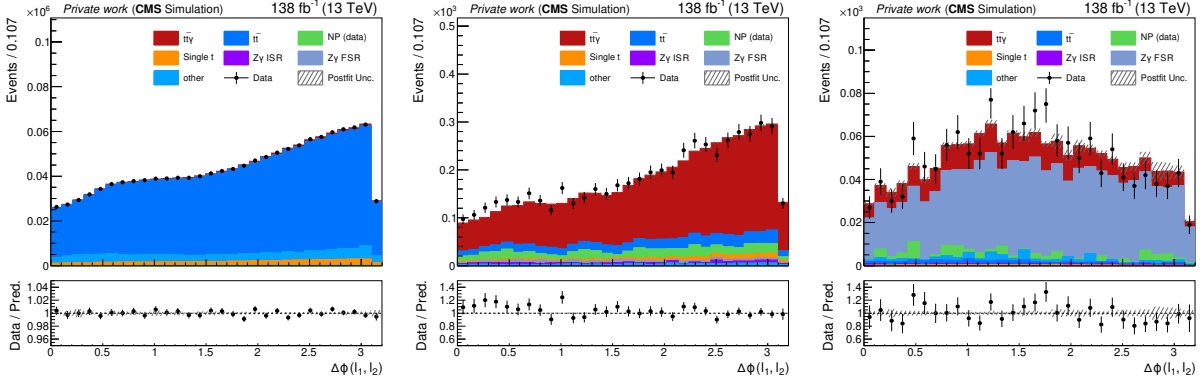 ×10⁶ Private work (CMS Simulation) 138 fb⁻¹ (13 TeV)
Events / 0.107
0.1
0.08
0.06
0.04
0.02
0
tt̄γ tt̄ NP (data)
Single t Zγ ISR Zγ FSR
other Data Postfit Unc.
Data / Pred.
1.04
1.02
1
0.98
0.96
0 0.5 1 1.5 2 2.5 3
Δϕ(l₁, l₂)
×10³ Private work (CMS Simulation) 138 fb⁻¹ (13 TeV)
Events / 0.107
0.5
0.4
0.3
0.2
0.1
0
tt̄γ tt̄ NP (data)
Single t Zγ ISR Zγ FSR
other Data Postfit Unc.
Data / Pred.
1.4
1.2
1
0.8
0.6
0 0.5 1 1.5 2 2.5 3
Δϕ(l₁, l₂)
×10³ Private work (CMS Simulation) 138 fb⁻¹ (13 TeV)
Events / 0.107
0.1
0.08
0.06
0.04
0.02
0
tt̄γ tt̄ NP (data)
Single t Zγ ISR Zγ FSR
other Data Postfit Unc.
Data / Pred.
1.4
1.2
1
0.8
0.6
0 0.5 1 1.5 2 2.5 3
Δϕ(l₁, l₂)